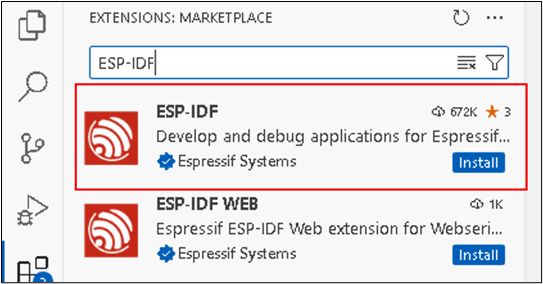 EXTENSIONS: MARKETPLACE
ESP-IDF
ESP-IDF 672K 3
Develop and debug applications for Espressif...
Espressif Systems Install
ESP-IDF WEB 1K
Espressif ESP-IDF Web extension for Webseri...
Espressif Systems Install